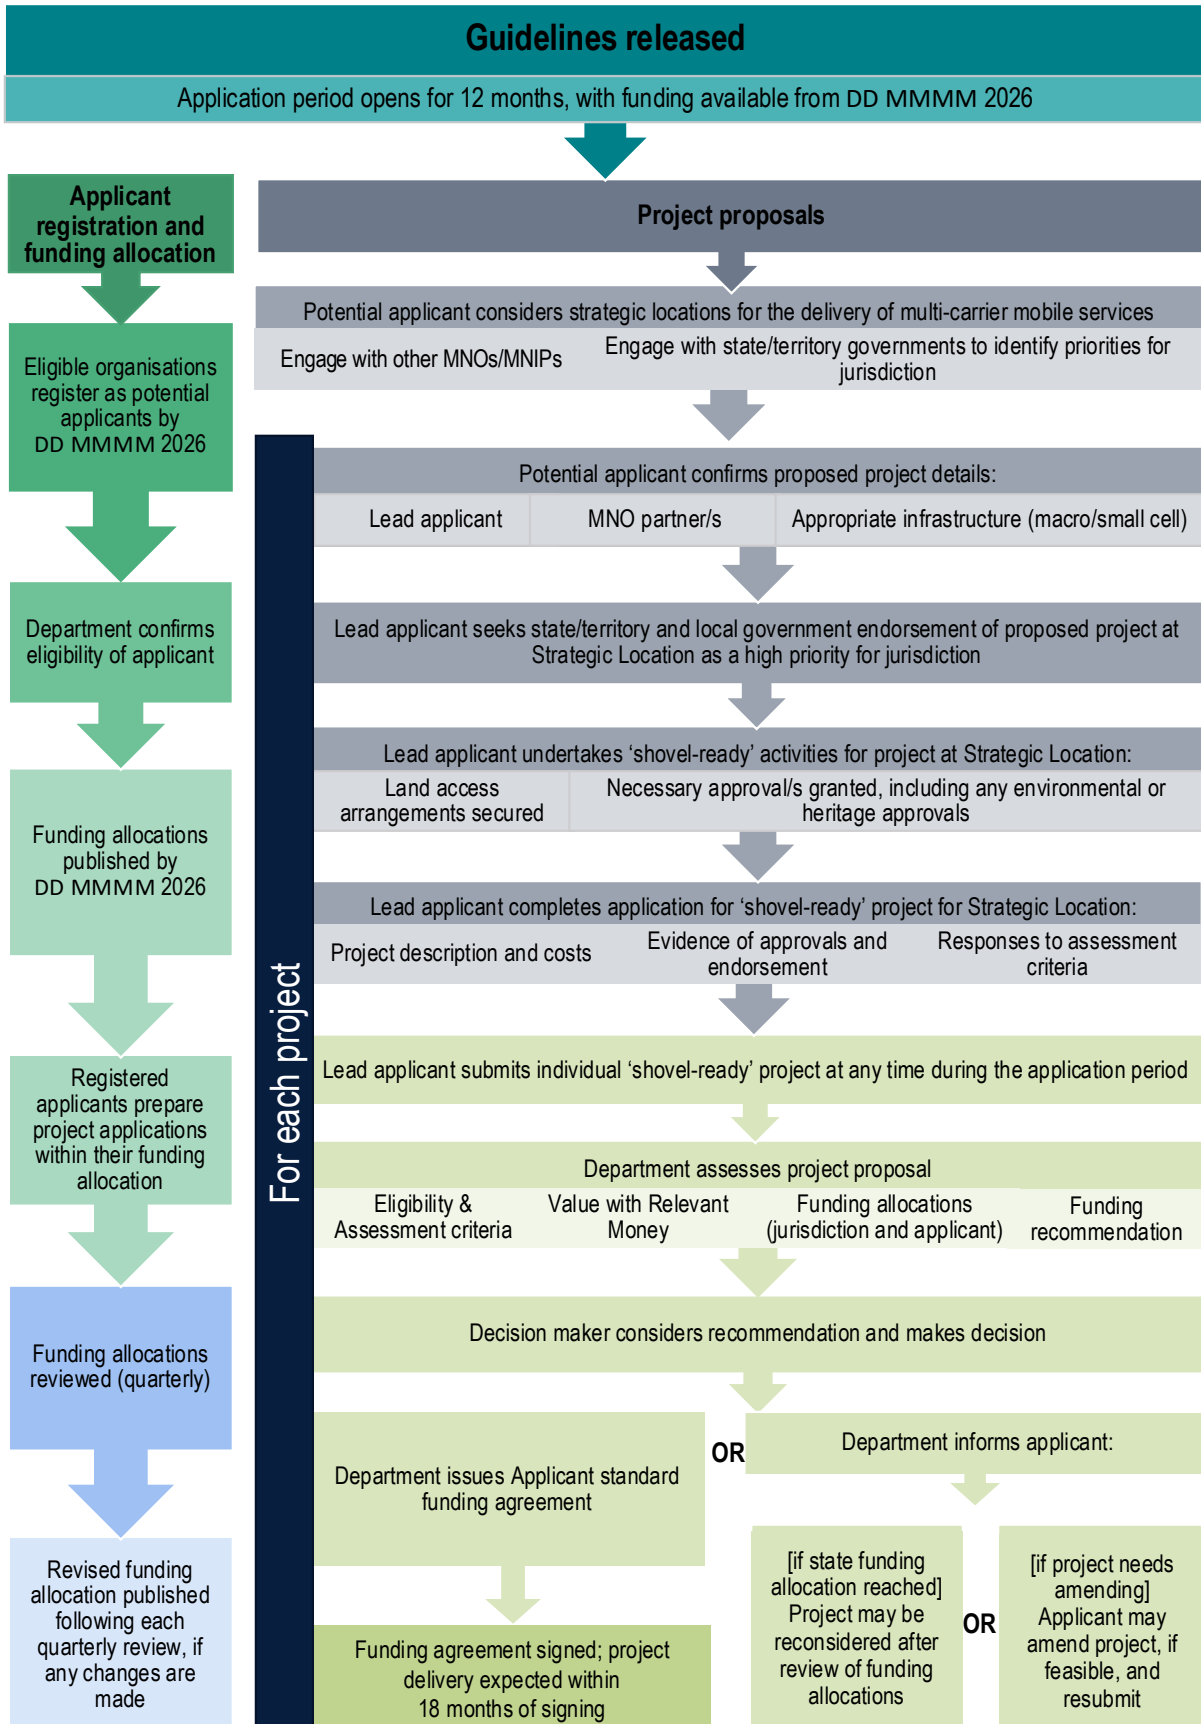 Guidelines released
Application period opens for 12 months, with funding available from DD MMMM 2026
Applicant
registration and
funding allocation
Eligible organisations
register as potential
applicants by
DD MMMM 2026
Department confirms
eligibility of applicant
Funding allocations
published by
DD MMMM 2026
Registered
applicants prepare
project applications
within their funding
allocation
Funding allocations
reviewed (quarterly)
Revised funding
allocation published
following each
quarterly review, if
any changes are
made
Project proposals
Potential applicant considers strategic locations for the delivery of multi-carrier mobile services
Engage with other MNOs/MNIPs
Engage with state/territory governments to identify priorities for
jurisdiction
For each project
Potential applicant confirms proposed project details:
Lead applicant
MNO partner/s
Appropriate infrastructure (macro/small cell)
Lead applicant seeks state/territory and local government endorsement of proposed project at
Strategic Location as a high priority for jurisdiction
Lead applicant undertakes ‘shovel-ready’ activities for project at Strategic Location:
Land access
arrangements secured
Necessary approval/s granted, including any environmental or
heritage approvals
Lead applicant completes application for ‘shovel-ready’ project for Strategic Location:
Project description and costs
Evidence of approvals and
endorsement
Responses to assessment
criteria
Lead applicant submits individual ‘shovel-ready’ project at any time during the application period
Department assesses project proposal
Eligibility &
Assessment criteria
Value with Relevant
Money
Funding allocations
(jurisdiction and applicant)
Funding
recommendation
Decision maker considers recommendation and makes decision
Department issues Applicant standard
funding agreement
OR
Department informs applicant:
Funding agreement signed; project
delivery expected within
18 months of signing
[if state funding
allocation reached]
Project may be
reconsidered after
review of funding
allocations
OR
[if project needs
amending]
Applicant may
amend project, if
feasible, and
resubmit